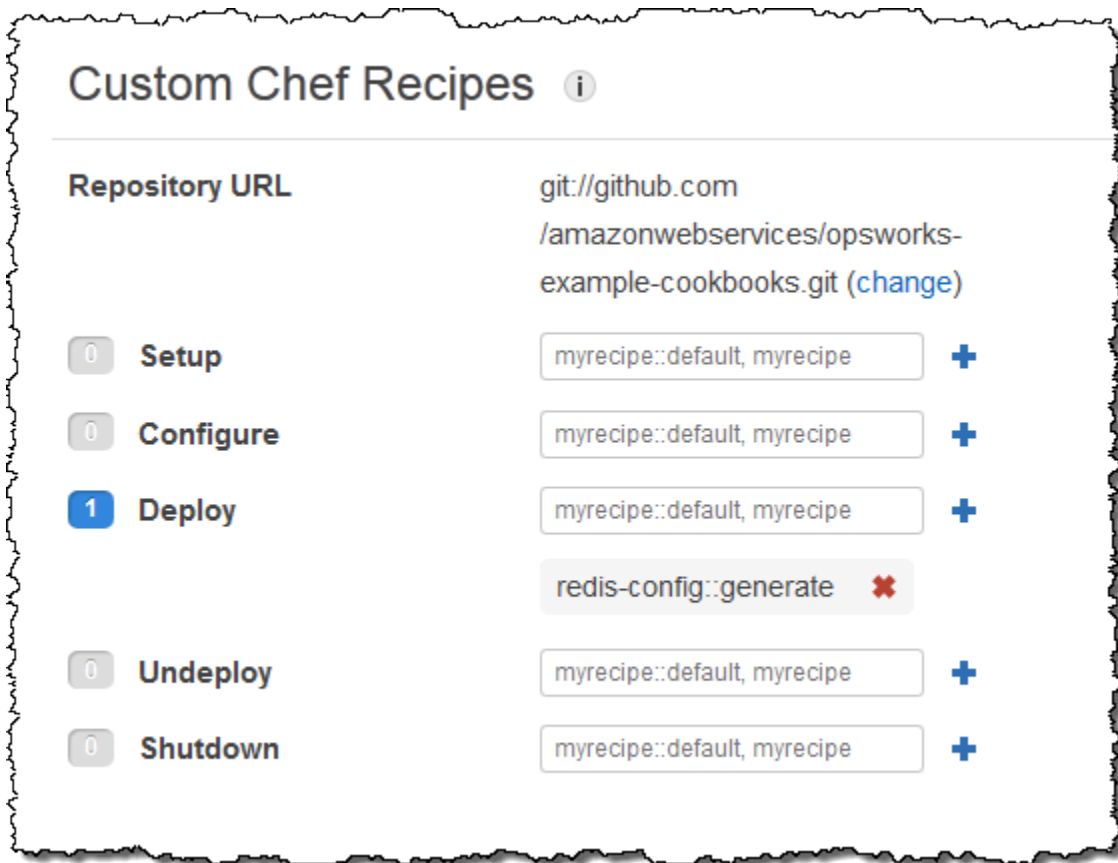 Custom Chef Recipes i
Repository URL git://github.com
/amazonwebservices/opsworks-
example-cookbooks.git (change)
0 Setup myrecipe::default, myrecipe
0 Configure myrecipe::default, myrecipe
1 Deploy myrecipe::default, myrecipe
redis-config::generate
0 Undeploy myrecipe::default, myrecipe
0 Shutdown myrecipe::default, myrecipe